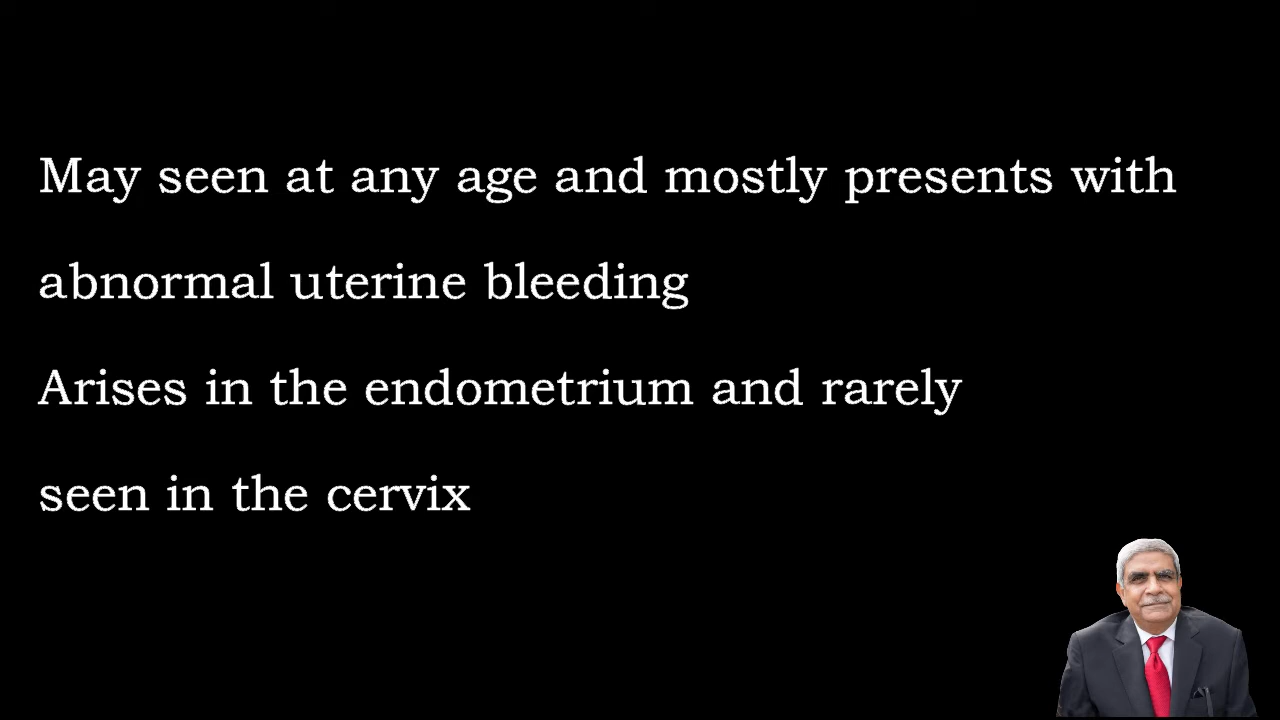 May seen at any age and mostly presents with
abnormal uterine bleeding
Arises in the endometrium and rarely
seen in the cervix